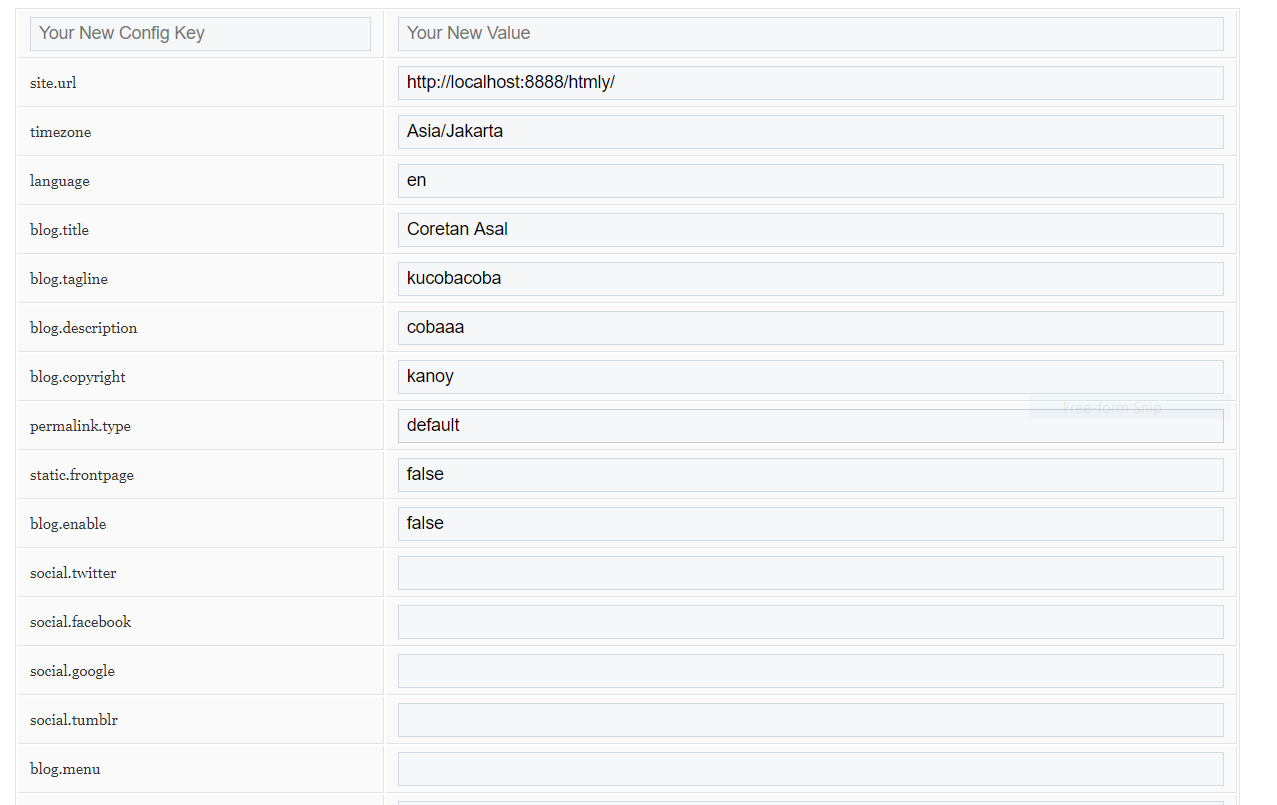 Your New Config Key Your New Value
site.url http://localhost:8888/htmly/
timezone Asia/Jakarta
language en
blog.title Coretan Asal
blog.tagline kucobacoba
blog.description cobaaa
blog.copyright kanoy
Free-form Snip
permalink.type default
static.frontpage false
blog.enable false
social.twitter
social.facebook
social.google
social.tumblr
blog.menu